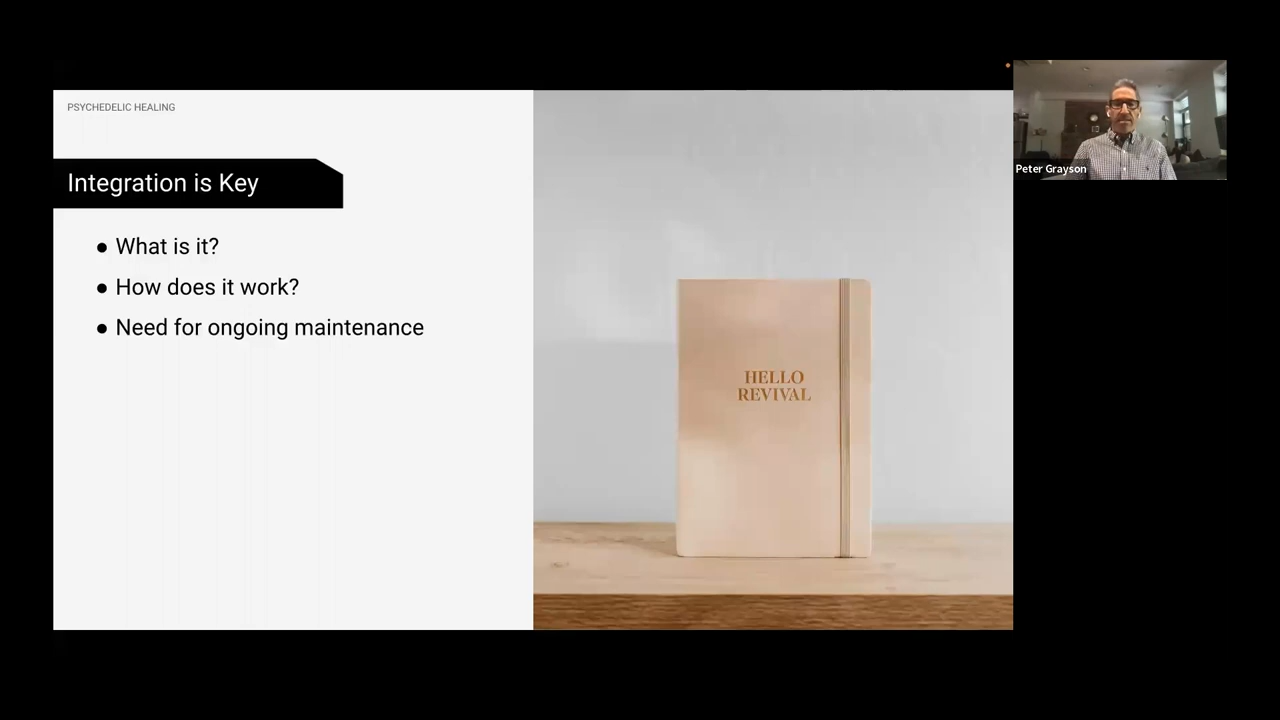 PSYCHEDELIC HEALING
Integration is Key
● What is it?
● How does it work?
● Need for ongoing maintenance
HELLO
REVIVAL
Peter Grayson